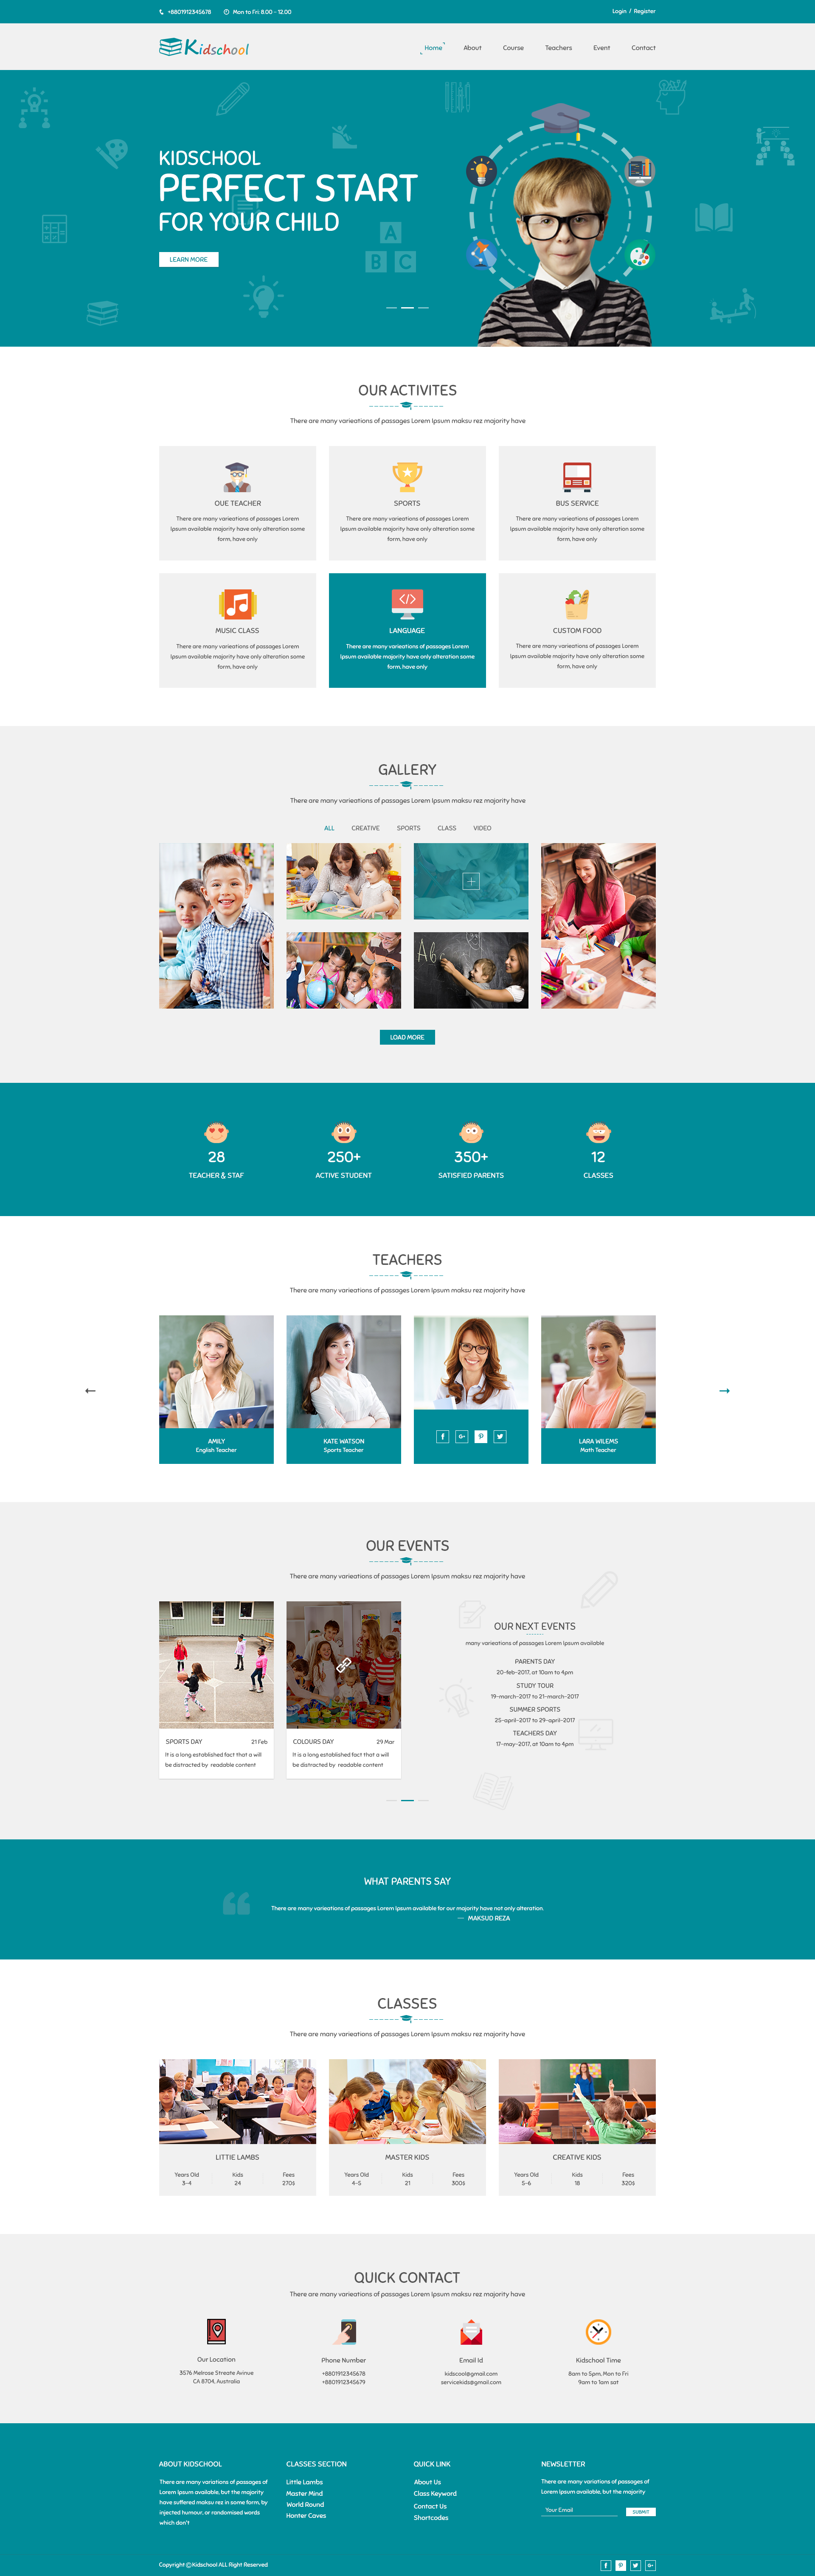 +8801912345678 Mon to Fri: 8.00 - 12.00 Login / Register
Kidschool Home About Course Teachers Event Contact
KIDSCHOOL
PERFECT START
FOR YOUR CHILD
A
B C
LEARN MORE
OUR ACTIVITES
There are many varieations of passages Lorem Ipsum maksu rez majority have
OUE TEACHER
There are many varieations of passages Lorem
Ipsum available majority have only alteration some
form, have only
SPORTS
There are many varieations of passages Lorem
Ipsum available majority have only alteration some
form, have only
BUS SERVICE
There are many varieations of passages Lorem
Ipsum available majority have only alteration some
form, have only
MUSIC CLASS
There are many varieations of passages Lorem
Ipsum available majority have only alteration some
form, have only
LANGUAGE
There are many varieations of passages Lorem
Ipsum available majority have only alteration some
form, have only
CUSTOM FOOD
There are many varieations of passages Lorem
Ipsum available majority have only alteration some
form, have only
GALLERY
There are many varieations of passages Lorem Ipsum maksu rez majority have
ALL CREATIVE SPORTS CLASS VIDEO
Abc
LOAD MORE
28
TEACHER & STAF
250+
ACTIVE STUDENT
350+
SATISFIED PARENTS
12
CLASSES
TEACHERS
There are many varieations of passages Lorem Ipsum maksu rez majority have
AMILY
English Teacher
KATE WATSON
Sports Teacher
LARA WILEMS
Math Teacher
OUR EVENTS
There are many varieations of passages Lorem Ipsum maksu rez majority have
SPORTS DAY 21 Feb
It is a long established fact that a will
be distracted by readable content
COLOURS DAY 29 Mar
It is a long established fact that a will
be distracted by readable content
OUR NEXT EVENTS
many varieations of passages Lorem Ipsum available
PARENTS DAY
20-feb-2017, at 10am to 4pm
STUDY TOUR
19-march-2017 to 21-march-2017
SUMMER SPORTS
25-april-2017 to 29-april-2017
TEACHERS DAY
17-may-2017, at 10am to 4pm
WHAT PARENTS SAY
There are many varieations of passages Lorem Ipsum available for our majority have not only alteration.
— MAKSUD REZA
CLASSES
There are many varieations of passages Lorem Ipsum maksu rez majority have
LITTIE LAMBS
Years Old Kids Fees
3-4 24 270$
MASTER KIDS
Years Old Kids Fees
4-5 21 300$
CREATIVE KIDS
Years Old Kids Fees
5-6 18 320$
QUICK CONTACT
There are many varieations of passages Lorem Ipsum maksu rez majority have
Our Location
3576 Melrose Streate Avinue
CA 8704, Australia
Phone Number
+8801912345678
+8801912345679
Email Id
kidscool@gmail.com
servicekids@gmail.com
Kidschool Time
8am to 5pm, Mon to Fri
9am to 1am sat
ABOUT KIDSCHOOL
There are many variations of passages of
Lorem Ipsum available, but the majority
have suffered maksu rez in some form, by
injected humour, or randomised words
which don't
CLASSES SECTION
Little Lambs
Master Mind
World Round
Honter Caves
QUICK LINK
About Us
Class Keyword
Contact Us
Shortcodes
NEWSLETTER
There are many variations of passages of
Lorem Ipsum available, but the majority
Your Email SUBMIT
Copyright @Kidschool ALL Right Reserved